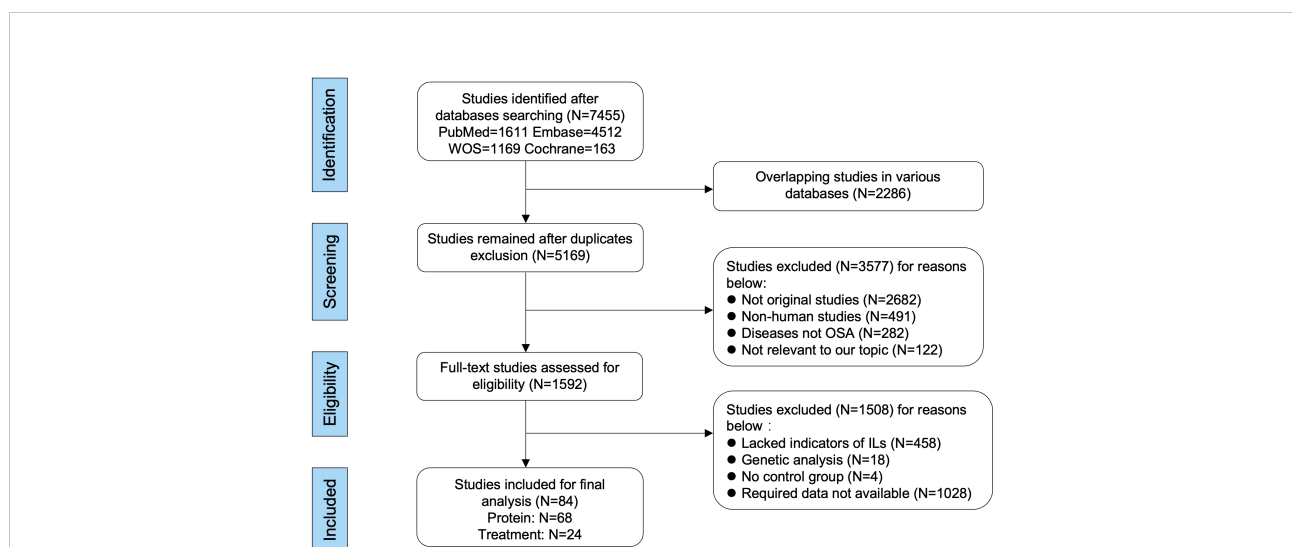 Identification
Studies identified after
databases searching (N=7455)
PubMed=1611 Embase=4512
WOS=1169 Cochrane=163
Overlapping studies in various
databases (N=2286)
Screening
Studies remained after duplicates
exclusion (N=5169)
Studies excluded (N=3577) for reasons
below:
● Not original studies (N=2682)
● Non-human studies (N=491)
● Diseases not OSA (N=282)
● Not relevant to our topic (N=122)
Eligibility
Full-text studies assessed for
eligibility (N=1592)
Studies excluded (N=1508) for reasons
below :
● Lacked indicators of ILs (N=458)
● Genetic analysis (N=18)
● No control group (N=4)
● Required data not available (N=1028)
Included
Studies included for final
analysis (N=84)
Protein: N=68
Treatment: N=24